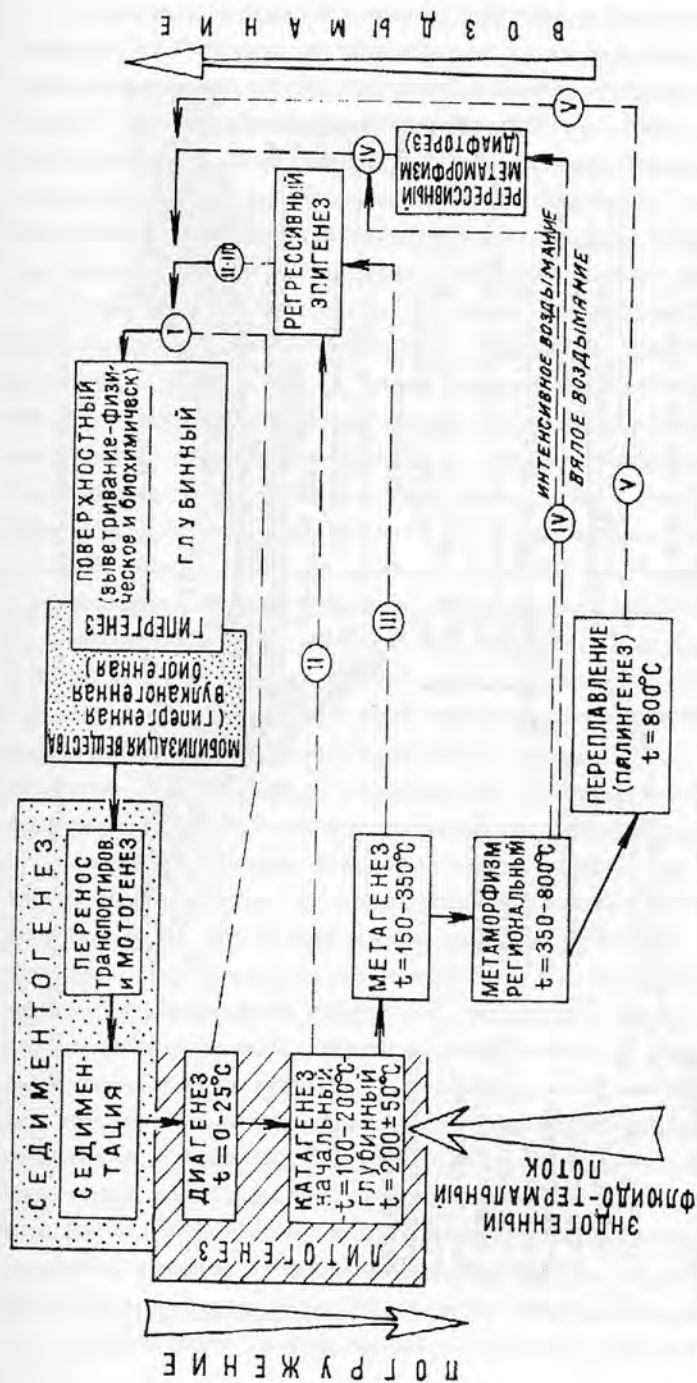 ПОГРУЖЕНИЕ
СЕДИМЕНТОГЕНЕЗ
СЕДИМЕН
ТАЦИЯ
ПЕРЕНОС
транспортиров.
и МОТОГЕНЕЗ
МОБИЛИЗАЦИЯ ВЕЩЕСТВА
(гипергенная
вулканогенная
биогенная)
ГИПЕРГЕНЕЗ
ПОВЕРХНОСТНЫЙ
(выветривание-физи-
ческое и биохимическ)
ГЛУБИННЫЙ
ЛИТОГЕНЕЗ
ДИАГЕНЕЗ
t=0-25°C
КАТАГЕНЕЗ
начальный
t=100-200°C
глубинный
t=200±50°C
ЭНДОГЕННЫЙ
ФЛЮИДО-ТЕРМАЛЬНЫЙ
ПОТОК
МЕТАГЕНЕЗ
t=150-350°C
МЕТАМОРФИЗМ
РЕГИОНАЛЬНЫЙ
t=350-800°C
ПЕРЕПЛАВЛЕНИЕ
(ПАЛИНГЕНЕЗ)
t=800°C
I
II
III
IV
V
ИНТЕНСИВНОЕ ВОЗДЫМАНИЕ
ВЯЛОЕ ВОЗДЫМАНИЕ
РЕГРЕССИВНЫЙ
ЭПИГЕНЕЗ
II-III
РЕГРЕССИВНЫЙ
МЕТАМОРФИЗМ
(ДИАФТОРЕЗ)
IV
V
ВОЗДЫМАНИЕ